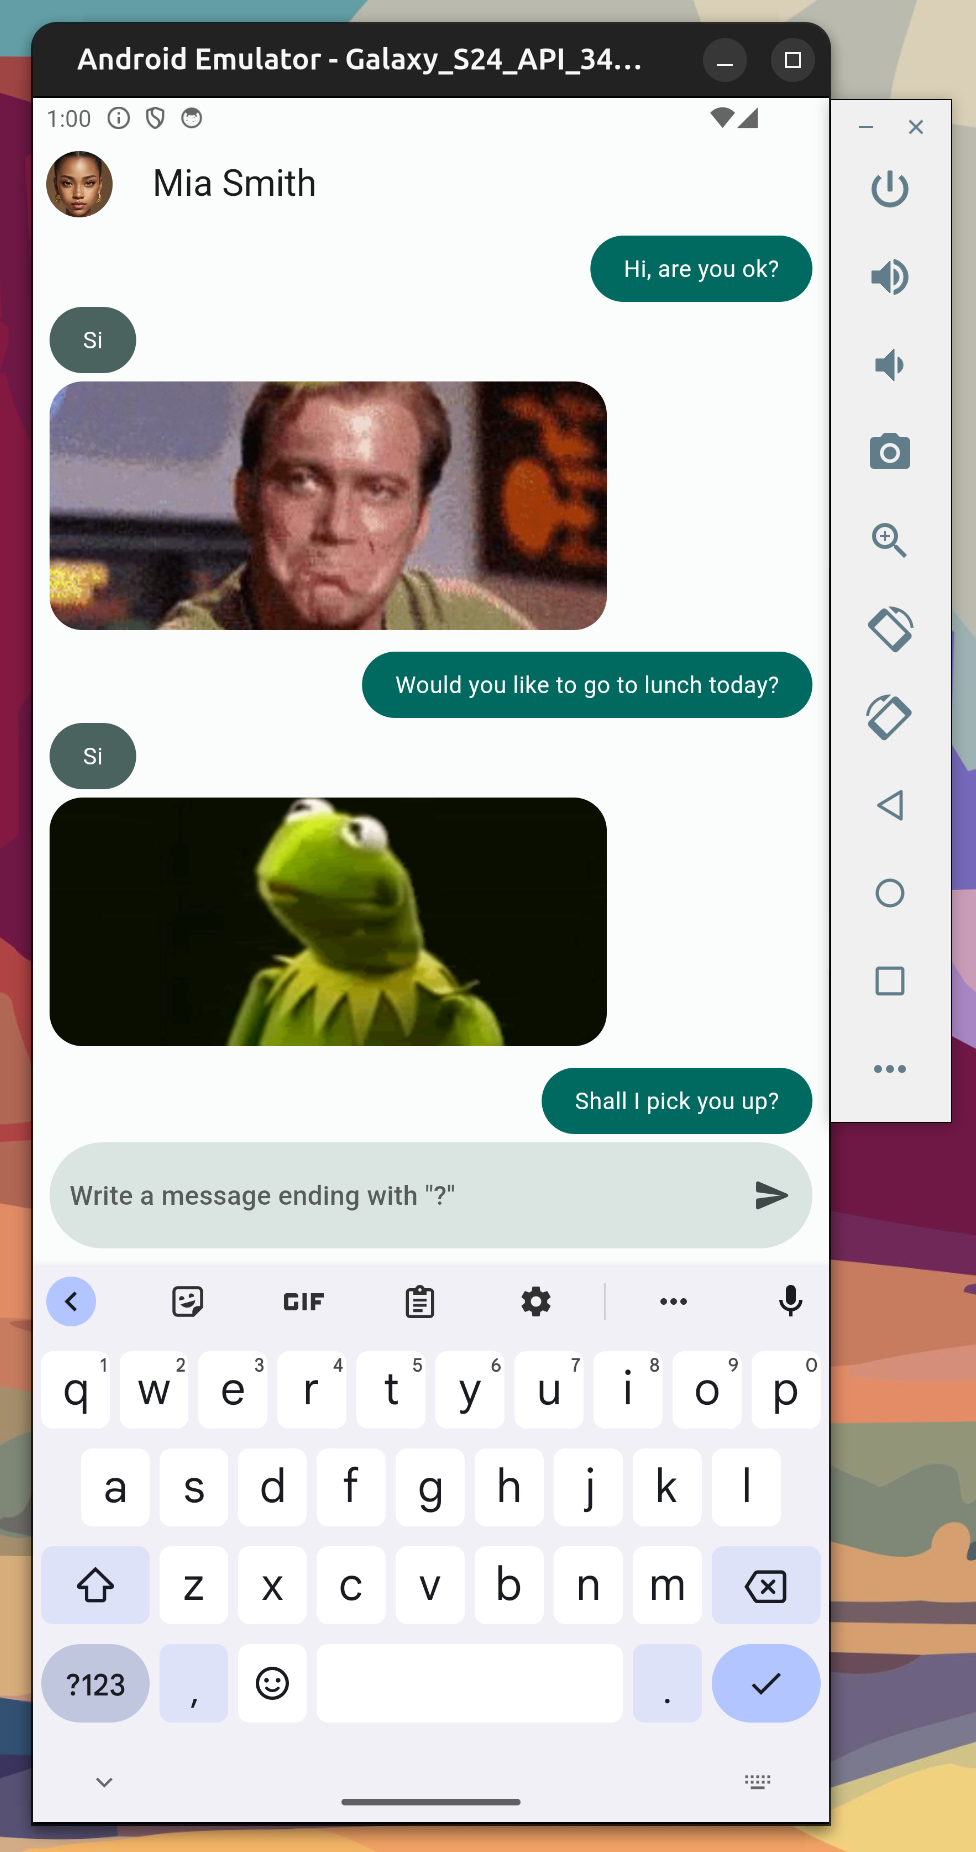 Android Emulator - Galaxy_S24_API_34...
1:00
Mia Smith
Hi, are you ok?
Si
Would you like to go to lunch today?
Si
Shall I pick you up?
Write a message ending with "?"
GIF
q 1 w 2 e 3 r 4 t 5 y 6 u 7 i 8 o 9 p 0
a s d f g h j k l
z x c v b n m
?123 , .